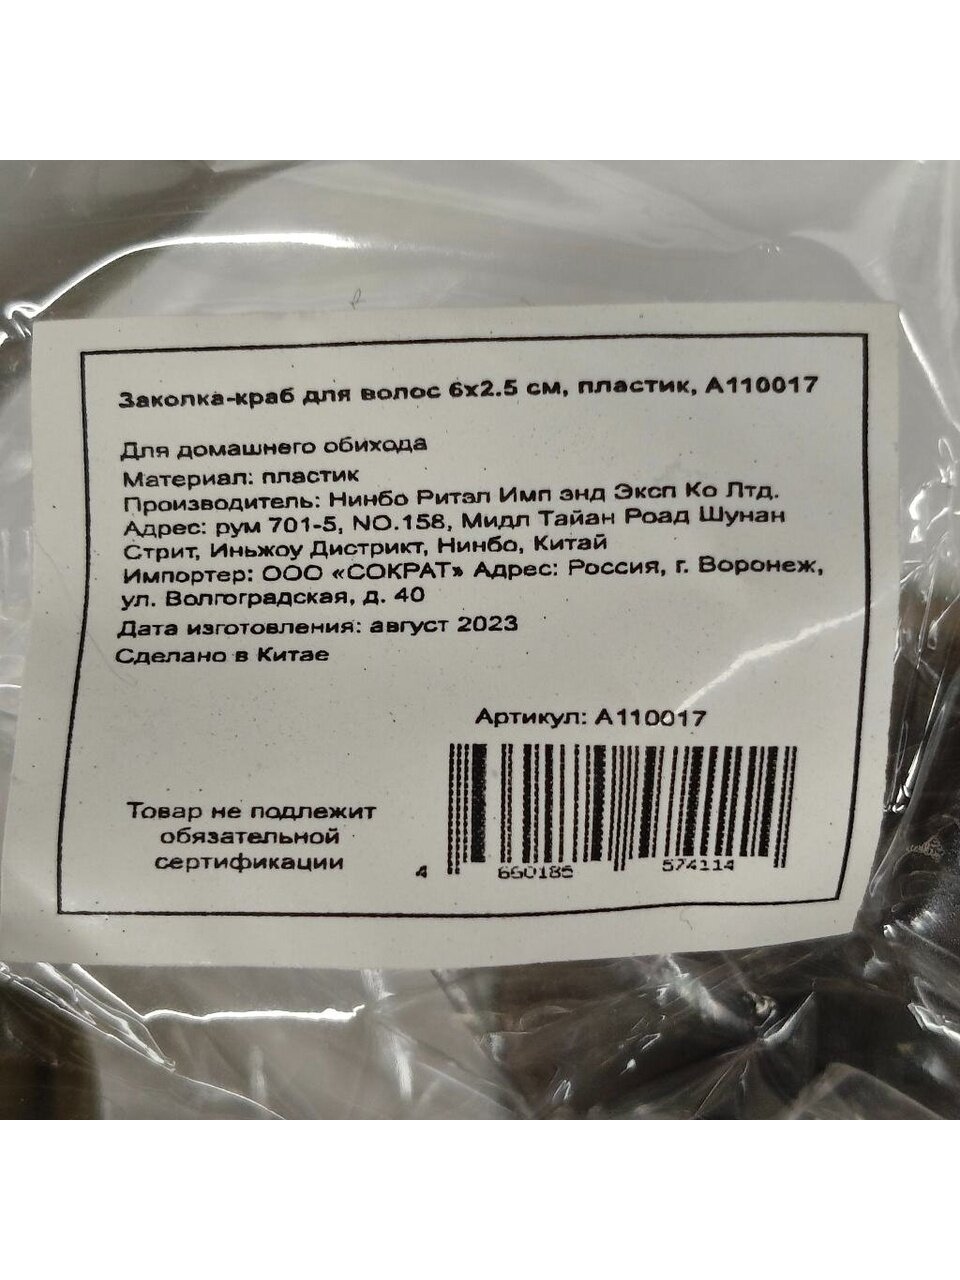 Заколка-краб для волос 6х2.5 см, пластик, А110017
Для домашнего обихода
Материал: пластик
Производитель: Нинбо Ритэл Имп энд Эксп Ко Лтд.
Адрес: рум 701-5, NO.158, Мидл Тайан Роад Шунан
Стрит, Иньжоу Дистрикт, Нинбо, Китай
Импортер: ООО «СОКРАТ» Адрес: Россия, г. Воронеж,
ул. Волгоградская, д. 40
Дата изготовления: август 2023
Сделано в Китае
Артикул: А110017
Товар не подлежит
обязательной
сертификации
4 660185 574114